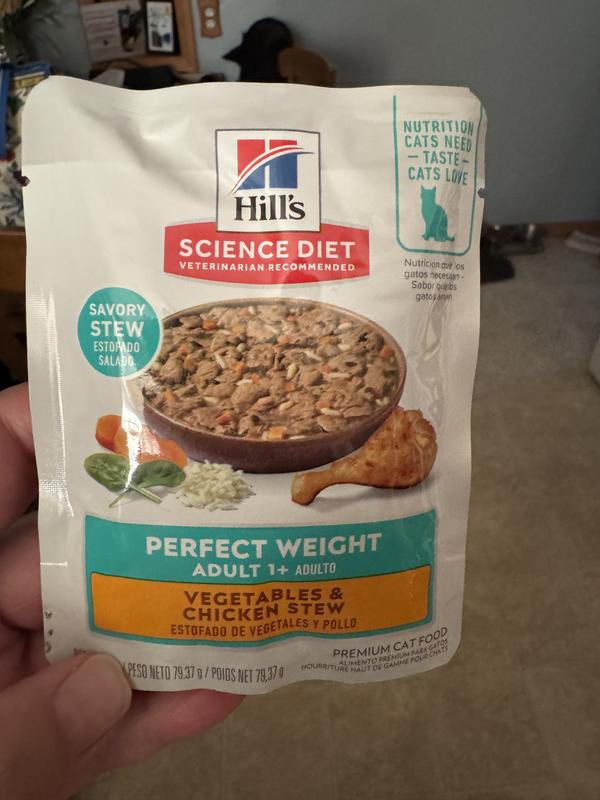 NUTRITION
CATS NEED
– TASTE –
CATS LOVE
Nutrición que los
gatos necesitan -
Sabor que los
gatos aman
Hill's
SCIENCE DIET
VETERINARIAN RECOMMENDED
SAVORY
STEW
ESTOFADO
SALADO
PERFECT WEIGHT
ADULT 1+ ADULTO
VEGETABLES &
CHICKEN STEW
ESTOFADO DE VEGETALES Y POLLO
PREMIUM CAT FOOD
ALIMENTO PREMIUM PARA GATOS
NOURRITURE HAUT DE GAMME POUR CHATS
/ PESO NETO 79.37 g / POIDS NET 79,37 g